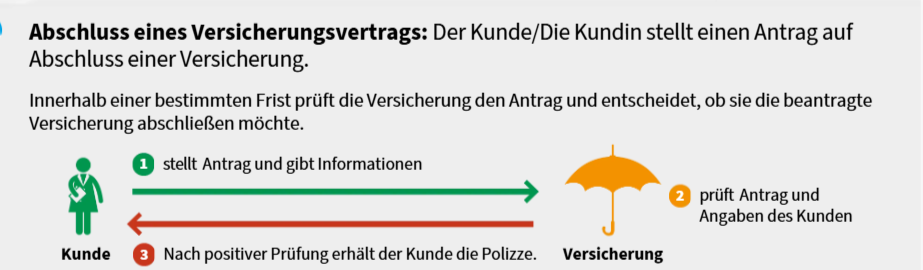 Abschluss eines Versicherungsvertrags: Der Kunde/Die Kundin stellt einen Antrag auf
Abschluss einer Versicherung.
Innerhalb einer bestimmten Frist prüft die Versicherung den Antrag und entscheidet, ob sie die beantragte
Versicherung abschließen möchte.
1 stellt Antrag und gibt Informationen
2 prüft Antrag und
Angaben des Kunden
Kunde
3 Nach positiver Prüfung erhält der Kunde die Polizze.
Versicherung